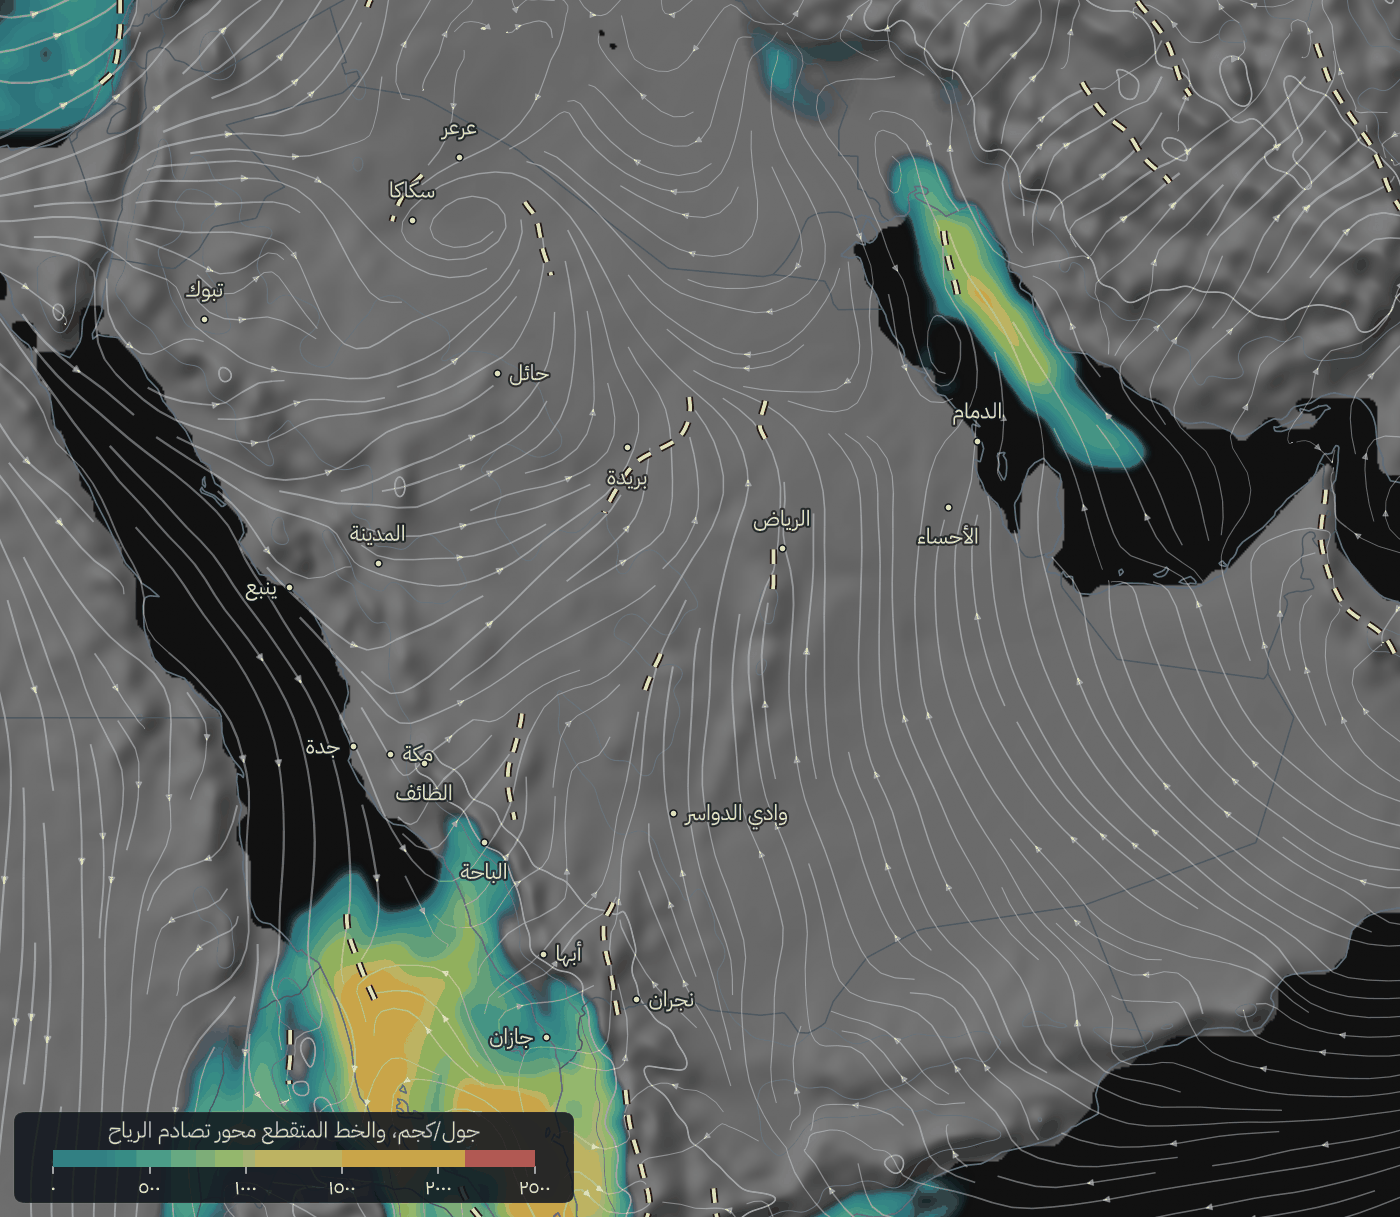 عرعر
سكاكا
تبوك
حائل
الدمام
بريدة
الرياض
الأحساء
المدينة
ينبع
جدة
مكة
الطائف
وادي الدواسر
الباحة
أبها
نجران
جازان
جول/كجم، والخط المتقطع محور تصادم الرياح
٠ ٥٠٠ ١٠٠٠ ١٥٠٠ ٢٠٠٠ ٢٥٠٠